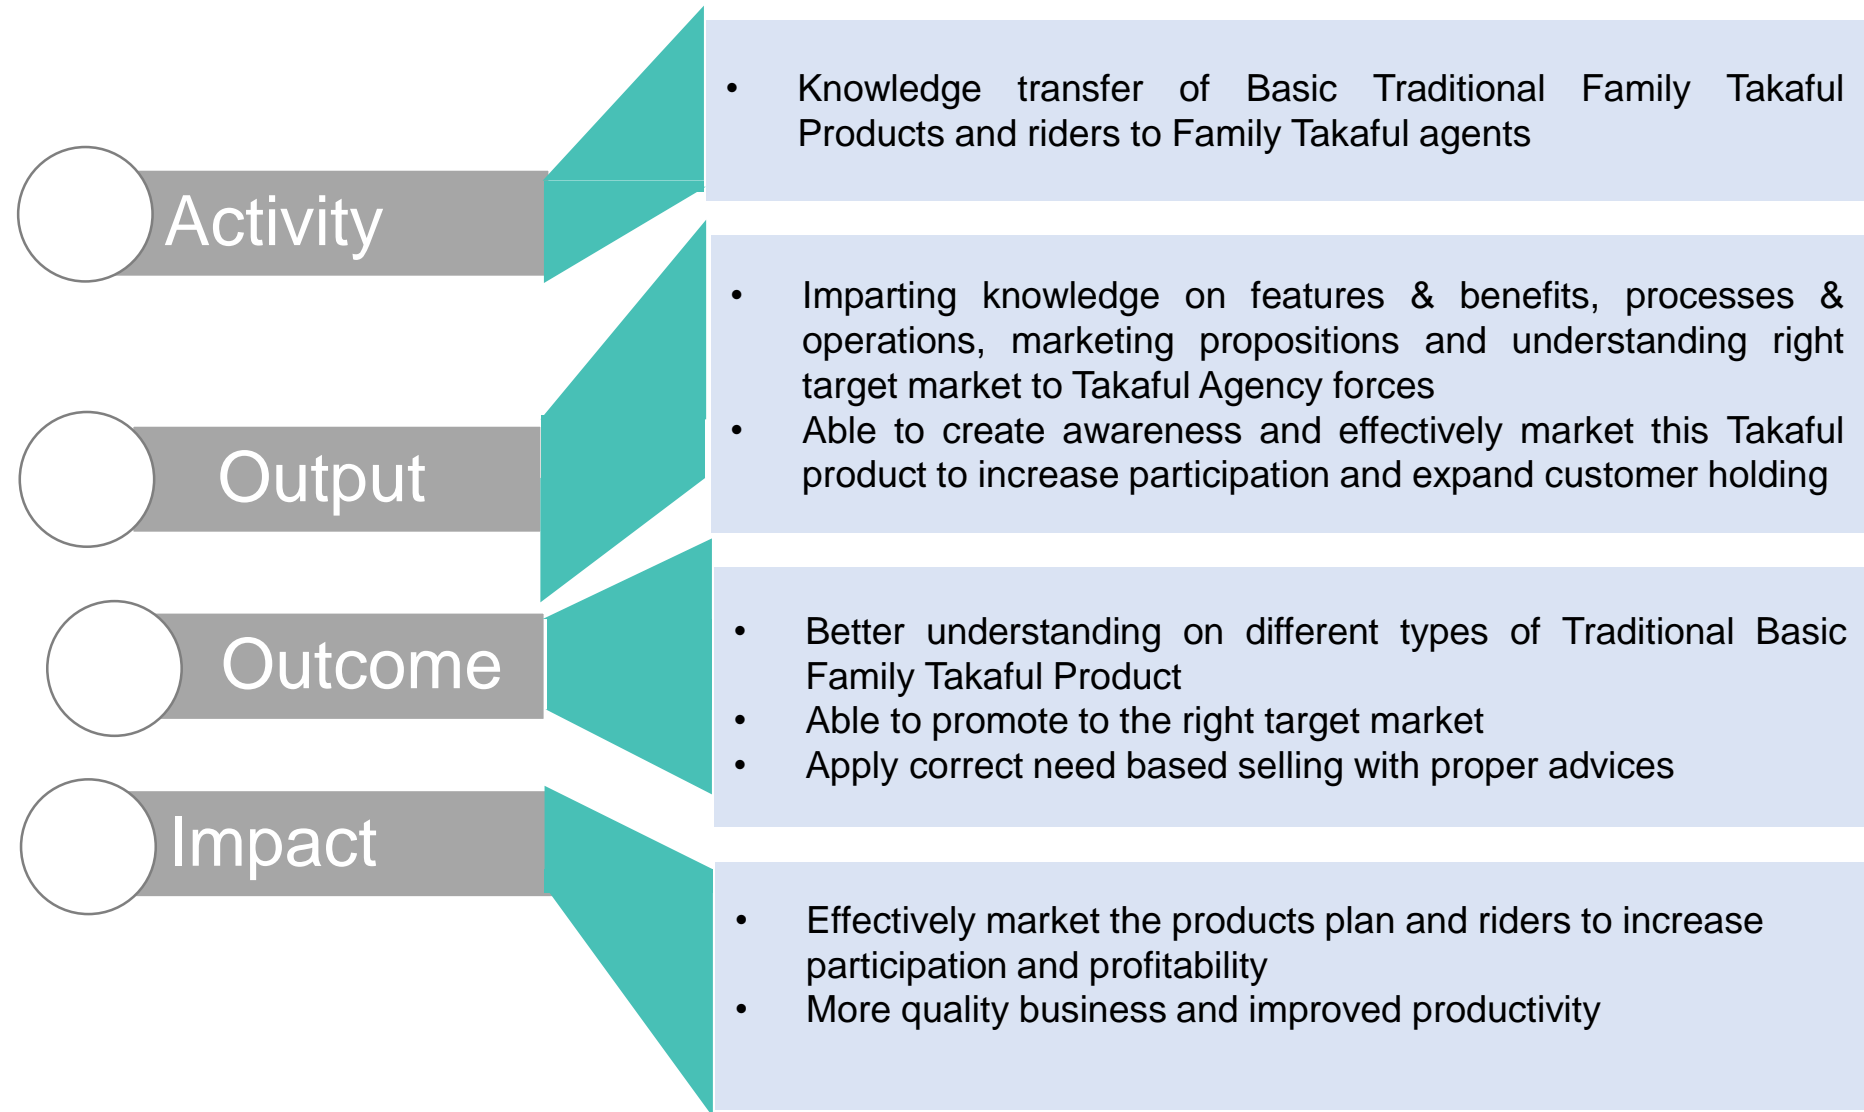 Activity
• Knowledge transfer of Basic Traditional Family Takaful
Products and riders to Family Takaful agents
Output
• Imparting knowledge on features & benefits, processes &
operations, marketing propositions and understanding right
target market to Takaful Agency forces
• Able to create awareness and effectively market this Takaful
product to increase participation and expand customer holding
Outcome
• Better understanding on different types of Traditional Basic
Family Takaful Product
• Able to promote to the right target market
• Apply correct need based selling with proper advices
Impact
• Effectively market the products plan and riders to increase
participation and profitability
• More quality business and improved productivity